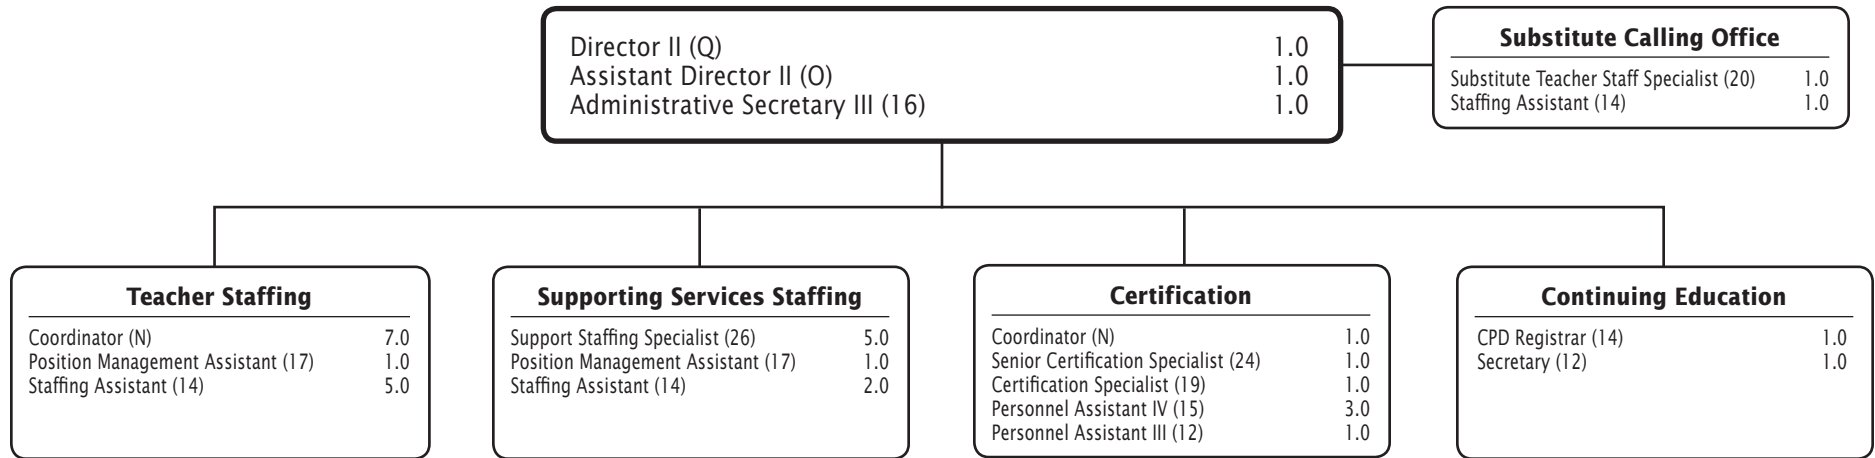 Director II (Q) 1.0
Assistant Director II (O) 1.0
Administrative Secretary III (16) 1.0
Substitute Calling Office
Substitute Teacher Staff Specialist (20) 1.0
Staffing Assistant (14) 1.0
Teacher Staffing
Coordinator (N) 7.0
Position Management Assistant (17) 1.0
Staffing Assistant (14) 5.0
Supporting Services Staffing
Support Staffing Specialist (26) 5.0
Position Management Assistant (17) 1.0
Staffing Assistant (14) 2.0
Certification
Coordinator (N) 1.0
Senior Certification Specialist (24) 1.0
Certification Specialist (19) 1.0
Personnel Assistant IV (15) 3.0
Personnel Assistant III (12) 1.0
Continuing Education
CPD Registrar (14) 1.0
Secretary (12) 1.0